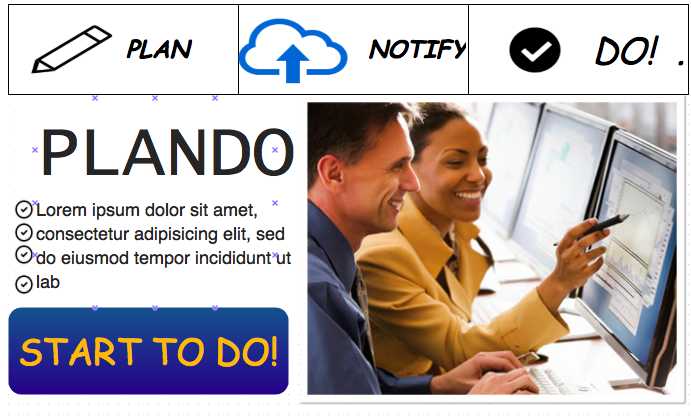 PLAN
NOTIFY
DO! .
PLANDO
Lorem ipsum dolor sit amet,
consectetur adipisicing elit, sed
do eiusmod tempor incididunt ut
lab
START TO DO!